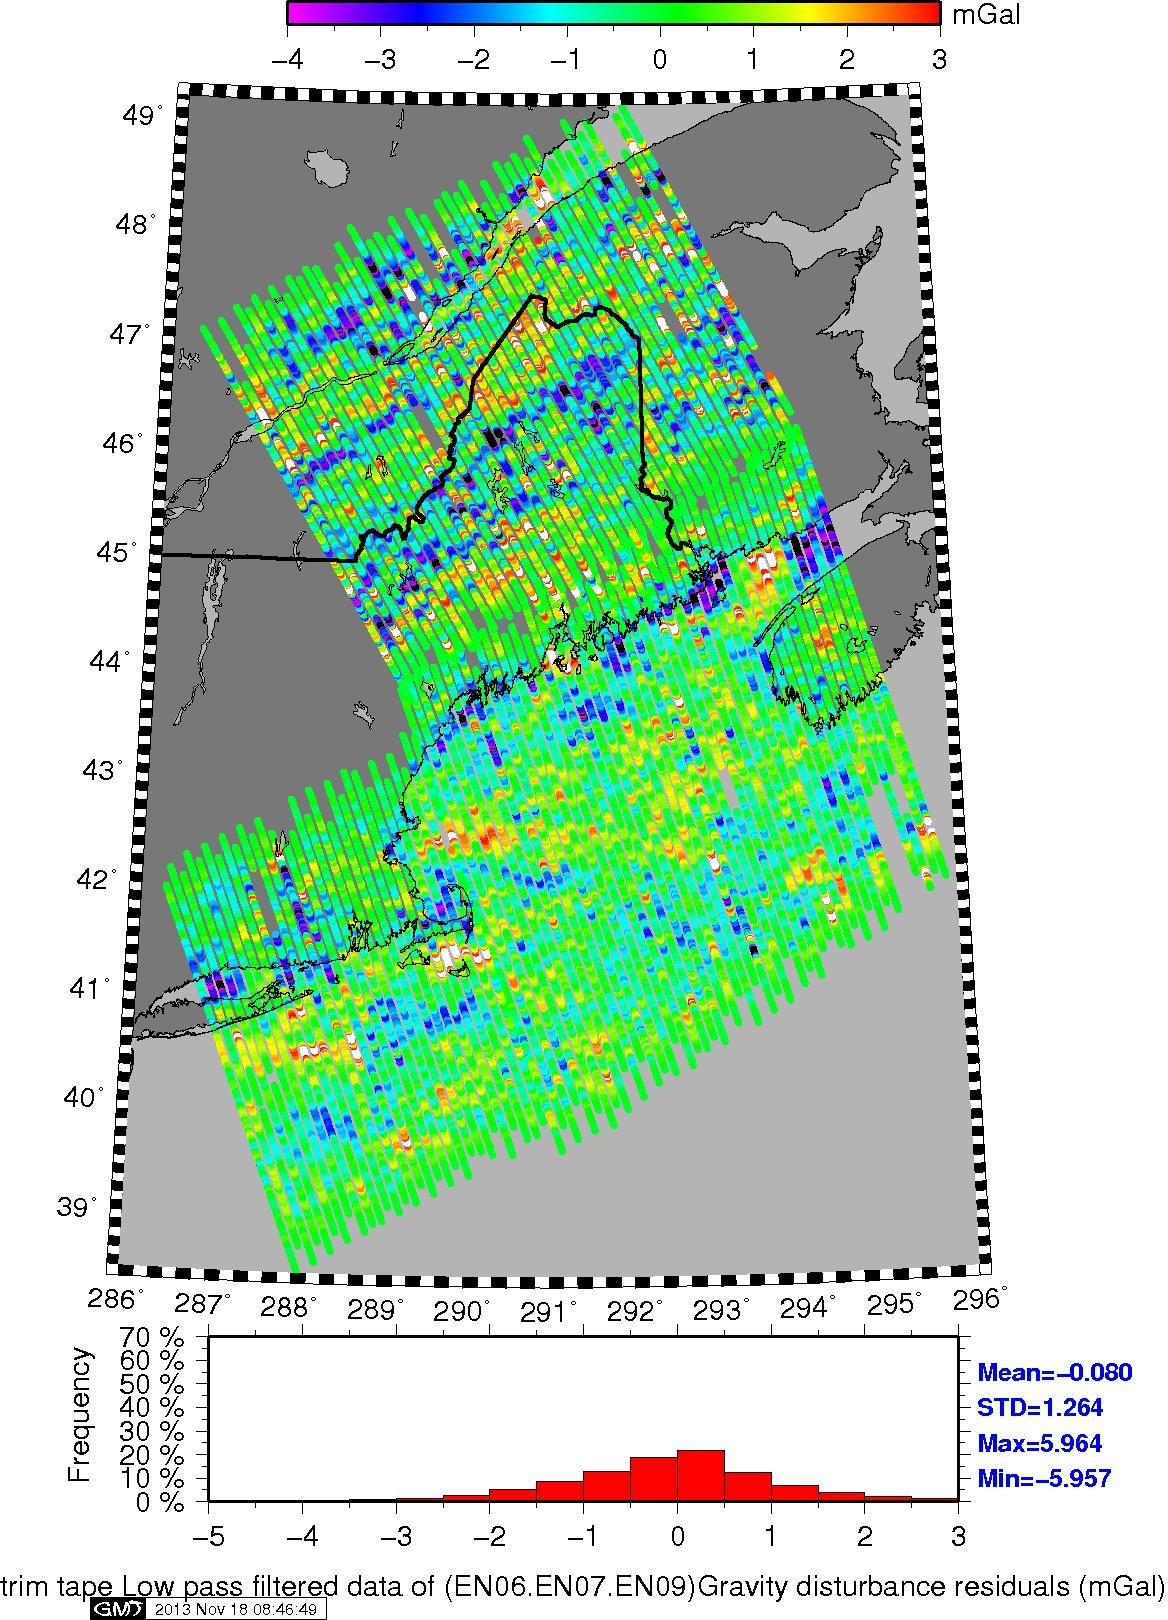 mGal
−4 −3 −2 −1 0 1 2 3
49°
48°
47°
46°
45°
44°
43°
42°
41°
40°
39°
286° 287° 288° 289° 290° 291° 292° 293° 294° 295° 296°
Frequency
70 %
60 %
50 %
40 %
30 %
20 %
10 %
0 %
−5 −4 −3 −2 −1 0 1 2 3
Mean=−0.080
STD=1.264
Max=5.964
Min=−5.957
trim tape Low pass filtered data of (EN06.EN07.EN09)Gravity disturbance residuals (mGal)
GMT 2013 Nov 18 08:46:49